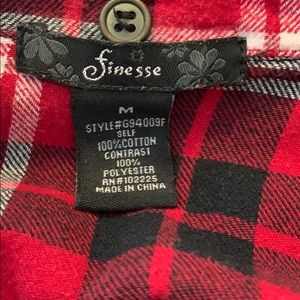 finesse
M
STYLE#G94009F
SELF
100%COTTON
CONTRAST
100%
POLYESTER
RN#102225
MADE IN CHINA